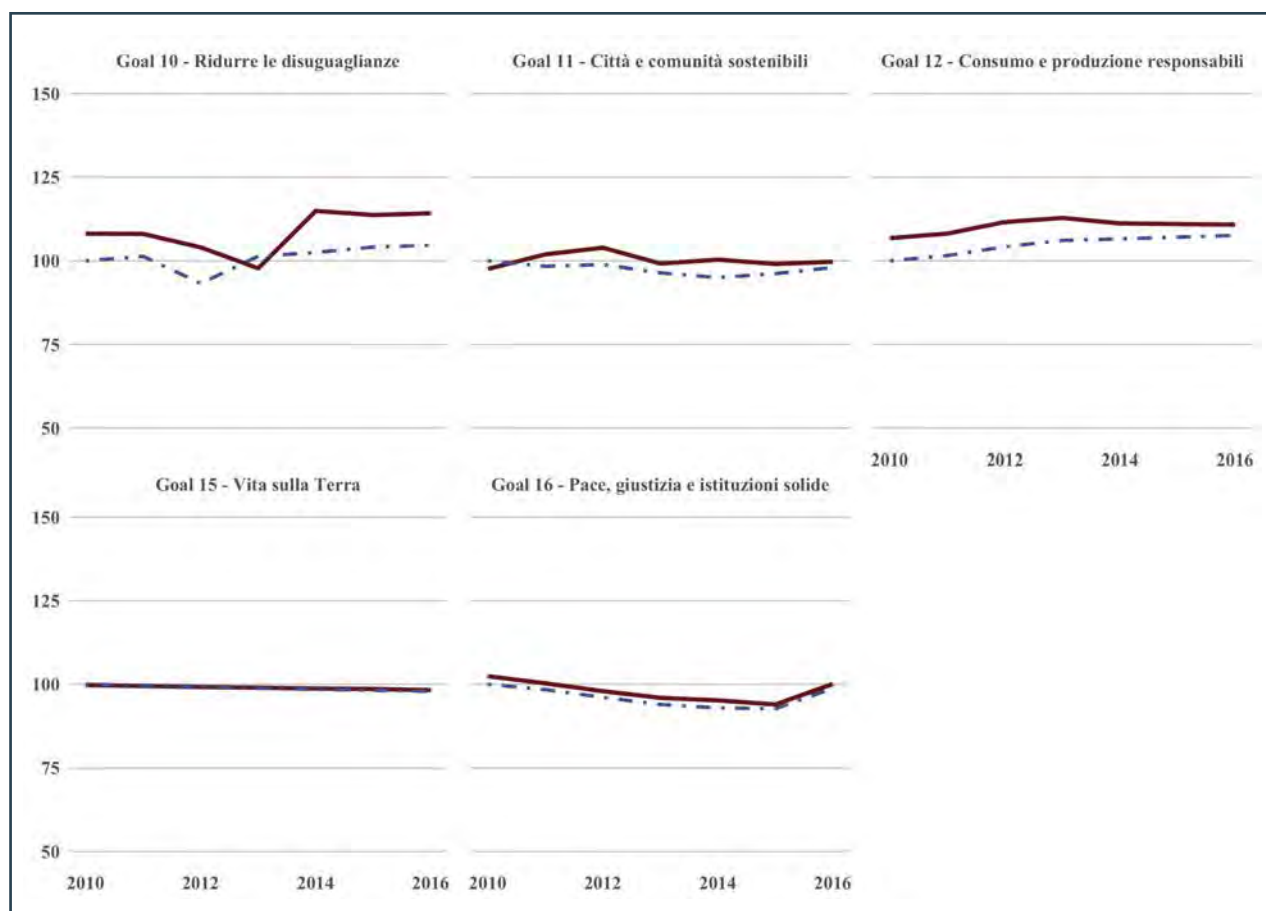 Goal 10 - Ridurre le disuguaglianze
Goal 11 - Città e comunità sostenibili
Goal 12 - Consumo e produzione responsabili
150
125
100
75
50
2010 2012 2014 2016
Goal 15 - Vita sulla Terra
Goal 16 - Pace, giustizia e istituzioni solide
150
125
100
75
50
2010 2012 2014 2016
2010 2012 2014 2016